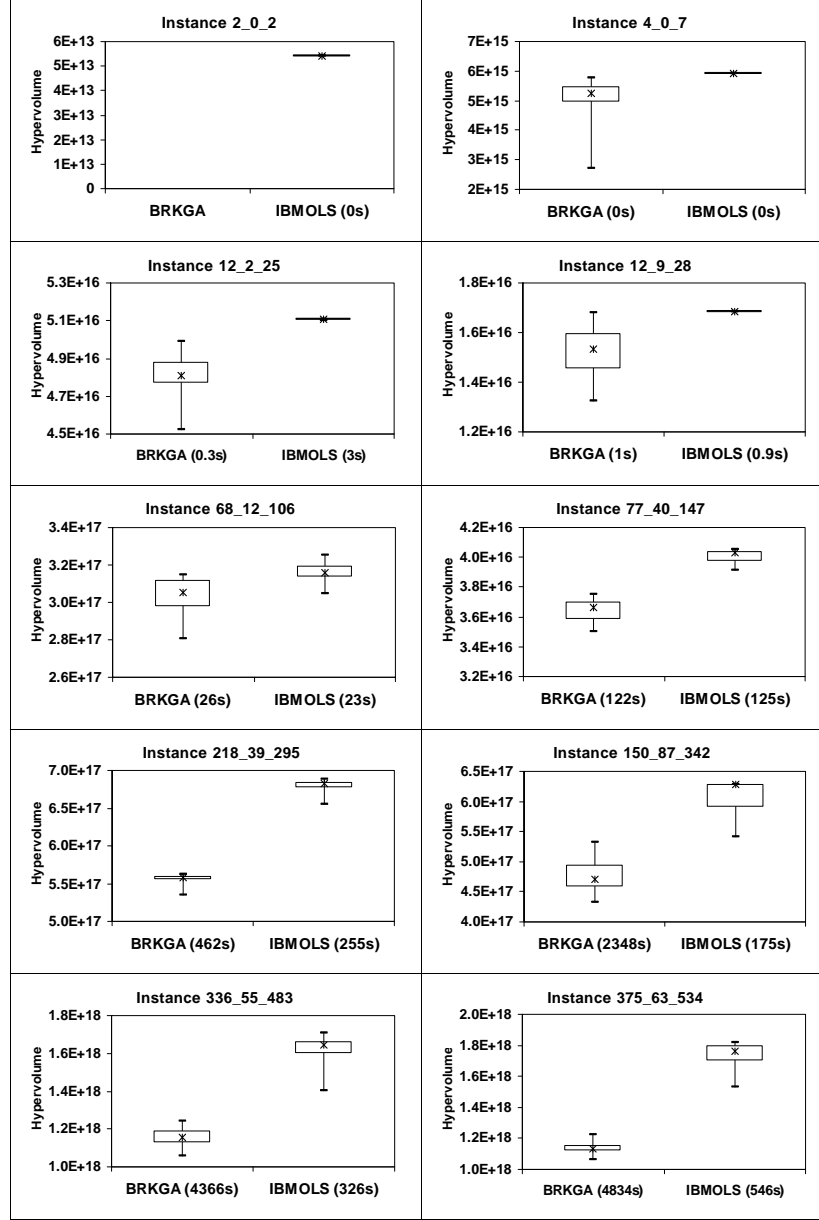 Instance 2_0_2
Hypervolume
6E+13
5E+13
4E+13
3E+13
2E+13
1E+13
0
BRKGA
IBMOLS (0s)
Instance 4_0_7
Hypervolume
7E+15
6E+15
5E+15
4E+15
3E+15
2E+15
BRKGA (0s)
IBMOLS (0s)
Instance 12_2_25
Hypervolume
5.3E+16
5.1E+16
4.9E+16
4.7E+16
4.5E+16
BRKGA (0.3s)
IBMOLS (3s)
Instance 12_9_28
Hypervolume
1.8E+16
1.6E+16
1.4E+16
1.2E+16
BRKGA (1s)
IBMOLS (0.9s)
Instance 68_12_106
Hypervolume
3.4E+17
3.2E+17
3.0E+17
2.8E+17
2.6E+17
BRKGA (26s)
IBMOLS (23s)
Instance 77_40_147
Hypervolume
4.2E+16
4.0E+16
3.8E+16
3.6E+16
3.4E+16
3.2E+16
BRKGA (122s)
IBMOLS (125s)
Instance 218_39_295
Hypervolume
7.0E+17
6.5E+17
6.0E+17
5.5E+17
5.0E+17
BRKGA (462s)
IBMOLS (255s)
Instance 150_87_342
Hypervolume
6.5E+17
6.0E+17
5.5E+17
5.0E+17
4.5E+17
4.0E+17
BRKGA (2348s)
IBMOLS (175s)
Instance 336_55_483
Hypervolume
1.8E+18
1.6E+18
1.4E+18
1.2E+18
1.0E+18
BRKGA (4366s)
IBMOLS (326s)
Instance 375_63_534
Hypervolume
2.0E+18
1.8E+18
1.6E+18
1.4E+18
1.2E+18
1.0E+18
BRKGA (4834s)
IBMOLS (546s)